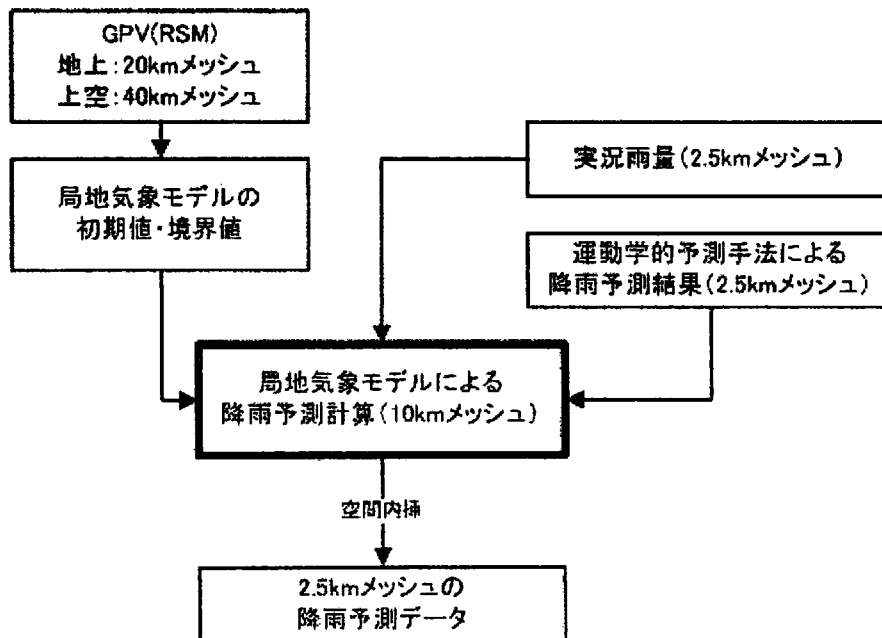 GPV(RSM)
地上:20kmメッシュ
上空:40kmメッシュ
局地気象モデルの
初期値・境界値
実況雨量(2.5kmメッシュ)
運動学的予測手法による
降雨予測結果(2.5kmメッシュ)
局地気象モデルによる
降雨予測計算(10kmメッシュ)
空間内挿
2.5kmメッシュの
降雨予測データ